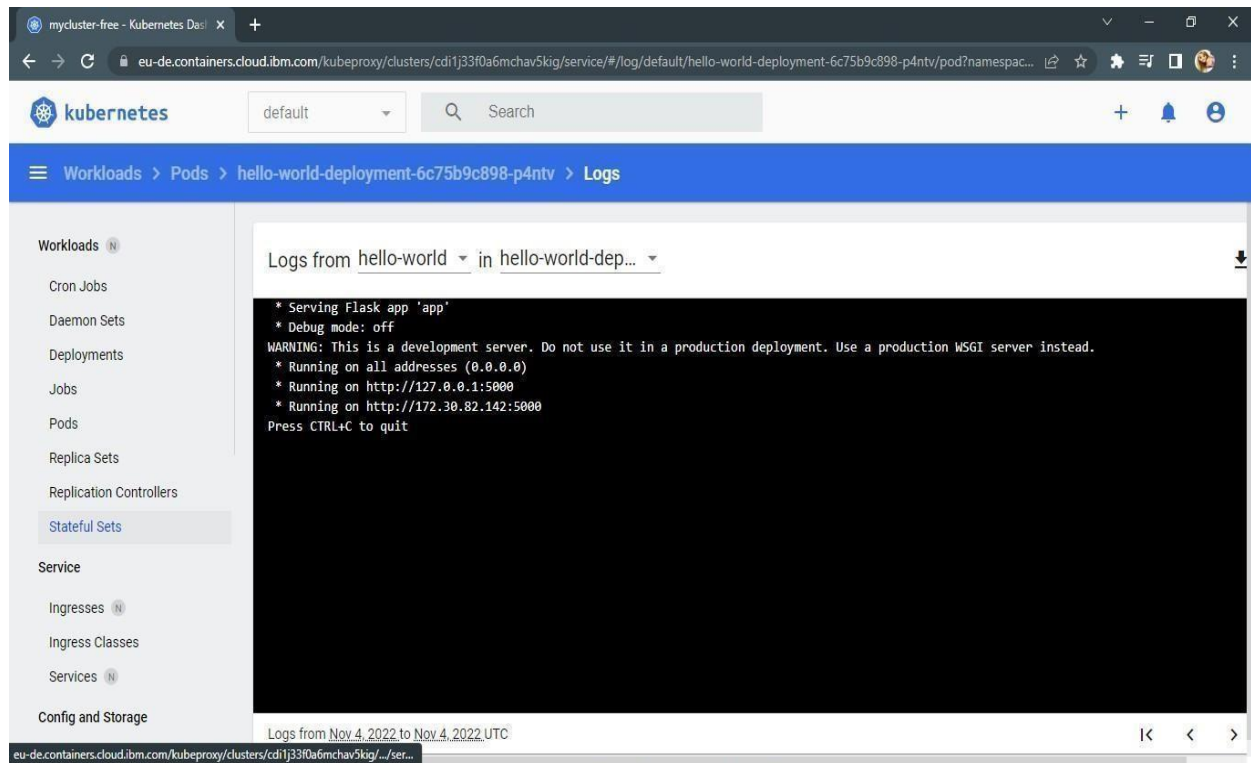 mycluster-free - Kubernetes Das
eu-de.containers.cloud.ibm.com/kubeproxy/clusters/cdi1j33f0a6mchav5kig/service/#/log/default/hello-world-deployment-6c75b9c898-p4ntv/pod?namespac...
kubernetes default Search
Workloads > Pods > hello-world-deployment-6c75b9c898-p4ntv > Logs
Workloads N
Cron Jobs
Daemon Sets
Deployments
Jobs
Pods
Replica Sets
Replication Controllers
Stateful Sets
Service
Ingresses N
Ingress Classes
Services N
Config and Storage
Logs from hello-world in hello-world-dep...
* Serving Flask app 'app'
* Debug mode: off
WARNING: This is a development server. Do not use it in a production deployment. Use a production WSGI server instead.
* Running on all addresses (0.0.0.0)
* Running on http://127.0.0.1:5000
* Running on http://172.30.82.142:5000
Press CTRL+C to quit
Logs from Nov 4, 2022 to Nov 4, 2022 UTC
eu-de.containers.cloud.ibm.com/kubeproxy/clusters/cdi1j33f0a6mchav5kig/.../ser...